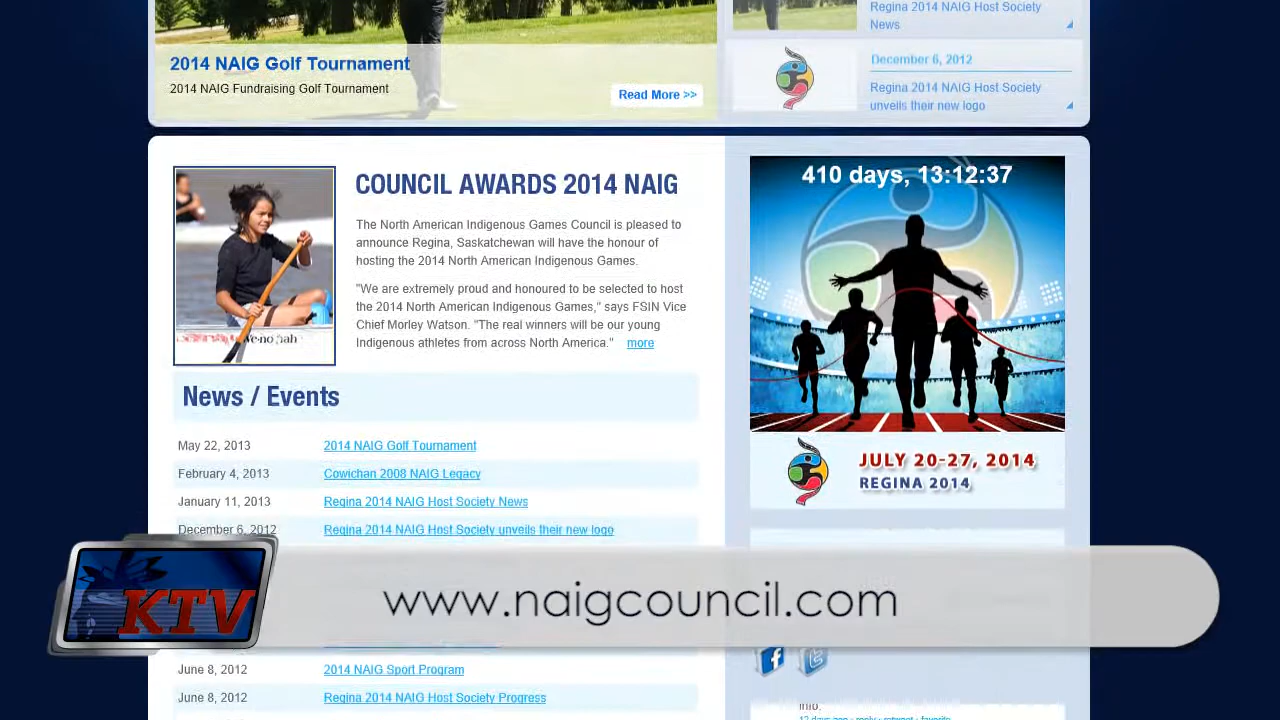 2014 NAIG Golf Tournament
2014 NAIG Fundraising Golf Tournament
Read More >>
Regina 2014 NAIG Host Society
News
December 6, 2012
Regina 2014 NAIG Host Society
unveils their new logo
COUNCIL AWARDS 2014 NAIG
The North American Indigenous Games Council is pleased to
announce Regina, Saskatchewan will have the honour of
hosting the 2014 North American Indigenous Games.
"We are extremely proud and honoured to be selected to host
the 2014 North American Indigenous Games," says FSIN Vice
Chief Morley Watson. "The real winners will be our young
Indigenous athletes from across North America." more
410 days, 13:12:37
JULY 20-27, 2014
REGINA 2014
News / Events
May 22, 2013 2014 NAIG Golf Tournament
February 4, 2013 Cowichan 2008 NAIG Legacy
January 11, 2013 Regina 2014 NAIG Host Society News
December 6, 2012 Regina 2014 NAIG Host Society unveils their new logo
KTV
www.naigcouncil.com
June 8, 2012 2014 NAIG Sport Program
June 8, 2012 Regina 2014 NAIG Host Society Progress
info.
12 days ago · reply · retweet · favorite